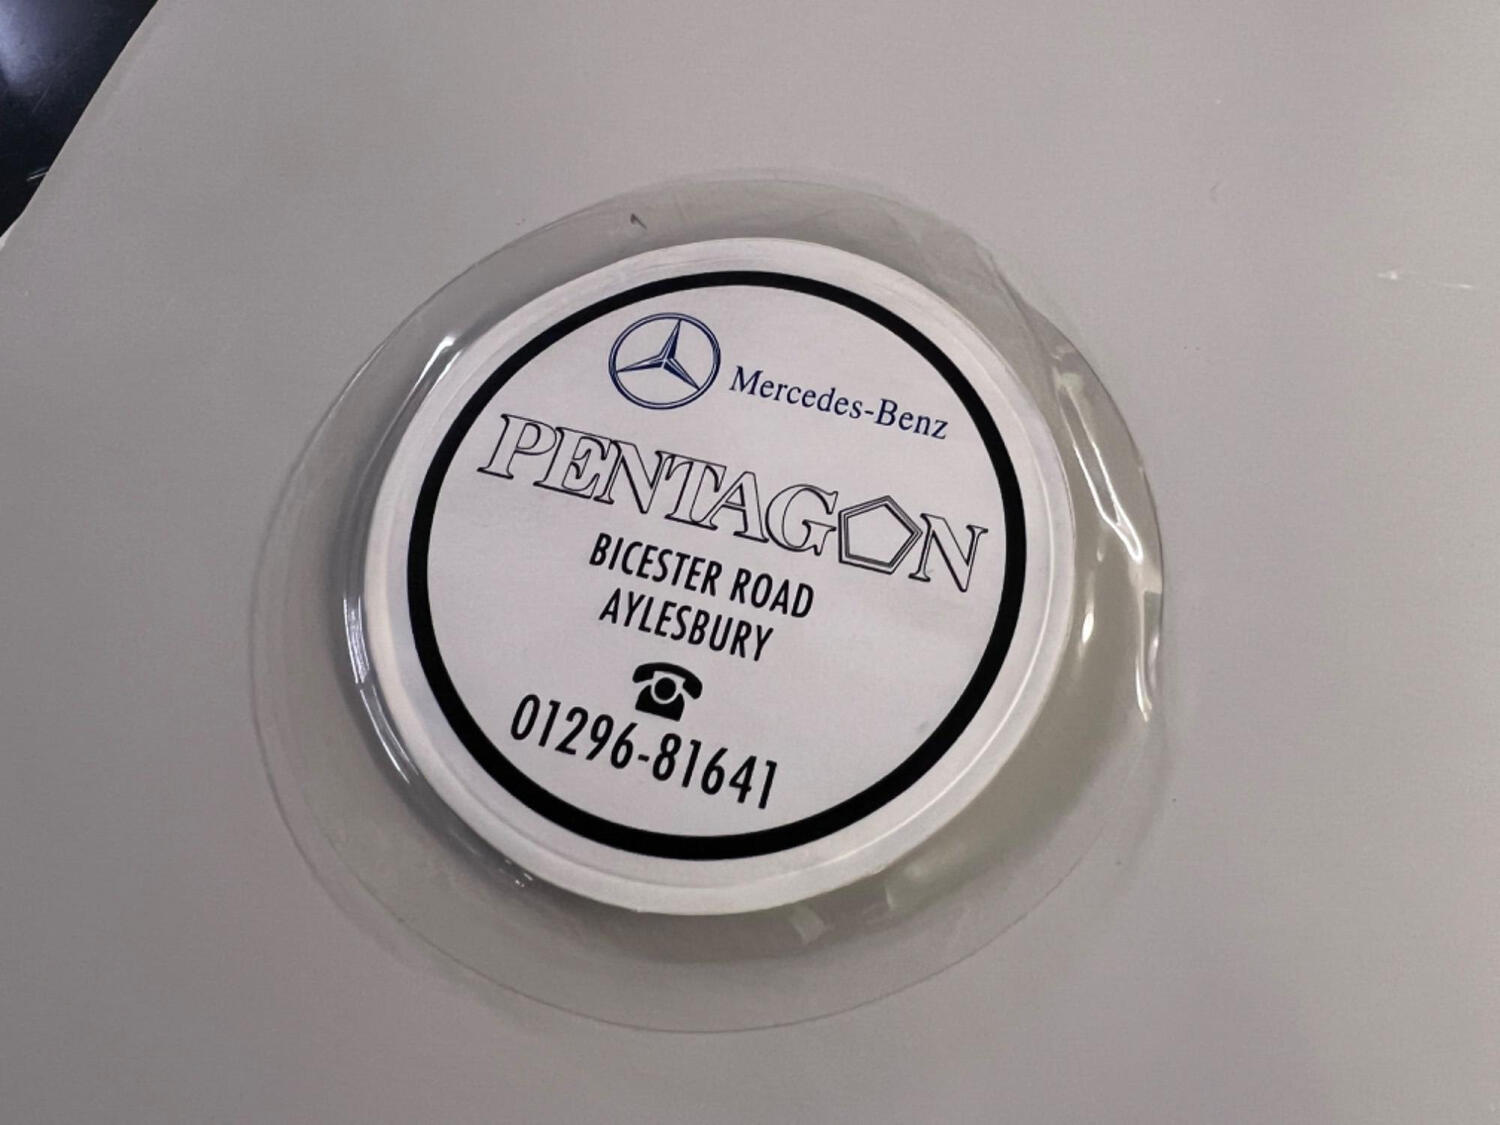 Mercedes-Benz
PENTAGON
BICESTER ROAD
AYLESBURY
01296-81641